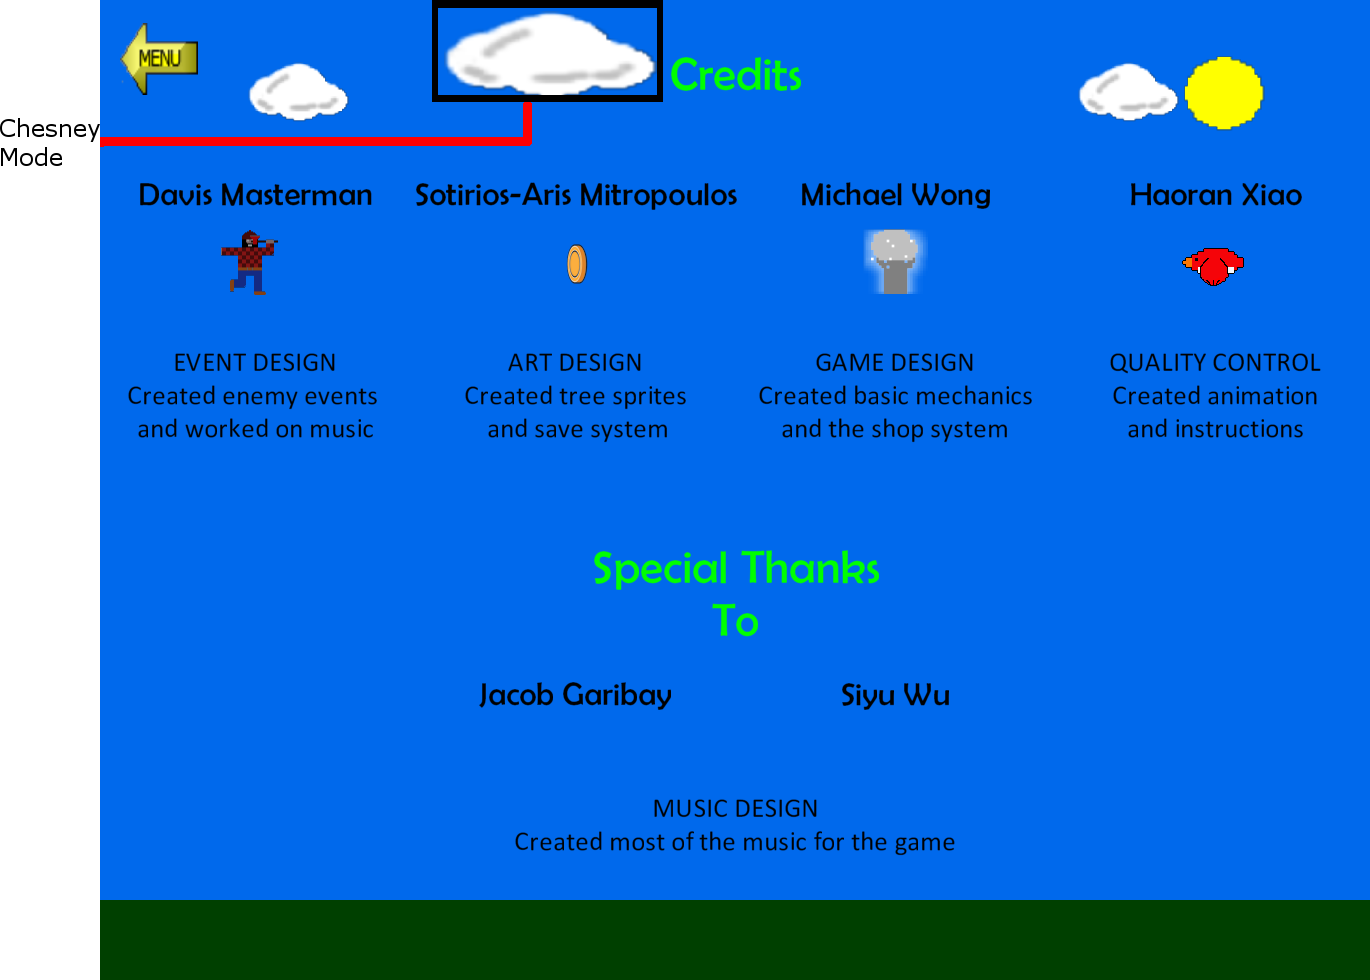 MENU
Credits
Chesney
Mode
Davis Masterman
Sotirios-Aris Mitropoulos
Michael Wong
Haoran Xiao
EVENT DESIGN
Created enemy events
and worked on music
ART DESIGN
Created tree sprites
and save system
GAME DESIGN
Created basic mechanics
and the shop system
QUALITY CONTROL
Created animation
and instructions
Special Thanks
To
Jacob Garibay
Siyu Wu
MUSIC DESIGN
Created most of the music for the game